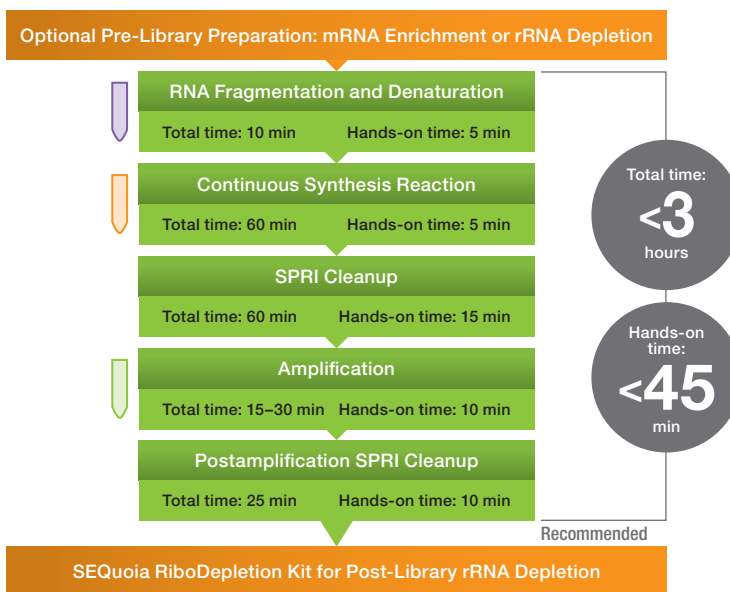 Optional Pre-Library Preparation: mRNA Enrichment or rRNA Depletion
RNA Fragmentation and Denaturation
Total time: 10 min Hands-on time: 5 min
Continuous Synthesis Reaction
Total time: 60 min Hands-on time: 5 min
SPRI Cleanup
Total time: 60 min Hands-on time: 15 min
Amplification
Total time: 15–30 min Hands-on time: 10 min
Postamplification SPRI Cleanup
Total time: 25 min Hands-on time: 10 min
Total time:
<3
hours
Hands-on
time:
<45
min
Recommended
SEQuoia RiboDepletion Kit for Post-Library rRNA Depletion